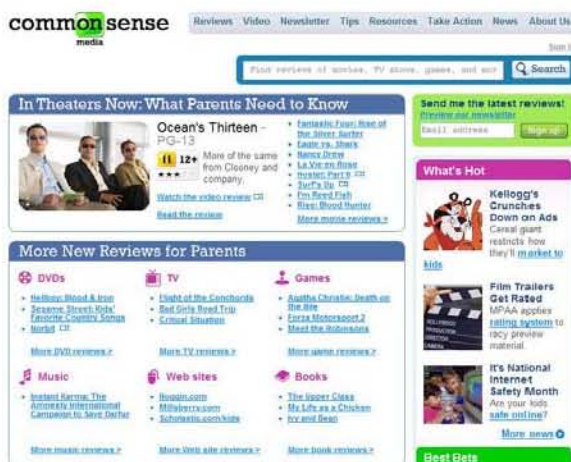 common sense
media
Reviews Video Newsletter Tips Resources Take Action News About Us
Find reviews of movies, TV shows, games, and
Search
In Theaters Now: What Parents Need to Know
Ocean's Thirteen –
PG-13
12+
More of the same
from Clooney and
company.
Watch the video review
Read the review
Fantastic Four: Rise of
the Silver Surfer
Eagle vs. Shark
Nancy Drew
La Vie en Rose
Hostel: Part II
Surf's Up
I'm Reed Fish
Rise: Blood Hunter
More movie reviews >
Send me the latest reviews!
Preview our newsletter
Email address
Sign up
What's Hot
Kellogg's
Crunches
Down on Ads
Cereal giant
restricts how
they'll market to
kids
Film Trailers
Get Rated
MPAA applies
rating system to
racy preview
material.
It's National
Internet
Safety Month
Are your kids
safe online?
More news
Best Bets
More New Reviews for Parents
DVDs
Hellboy: Blood & Iron
Sesame Street: Kids'
Favorite Country Songs
Norbit
More DVD reviews >
TV
Flight of the Conchords
Bad Girls Road Trip
Critical Situation
More TV reviews >
Games
Agatha Christie: Death on
the Nile
Forza Motorsport 2
Meet the Robinsons
More game reviews >
Music
Instant Karma: The
Amnesty International
Campaign to Save Darfur
More music reviews >
Web sites
Noggin.com
Millsberry.com
Scholastic.com/kids
More Web site reviews >
Books
The Upper Class
My Life as a Chicken
Ivy and Bean
More book reviews >